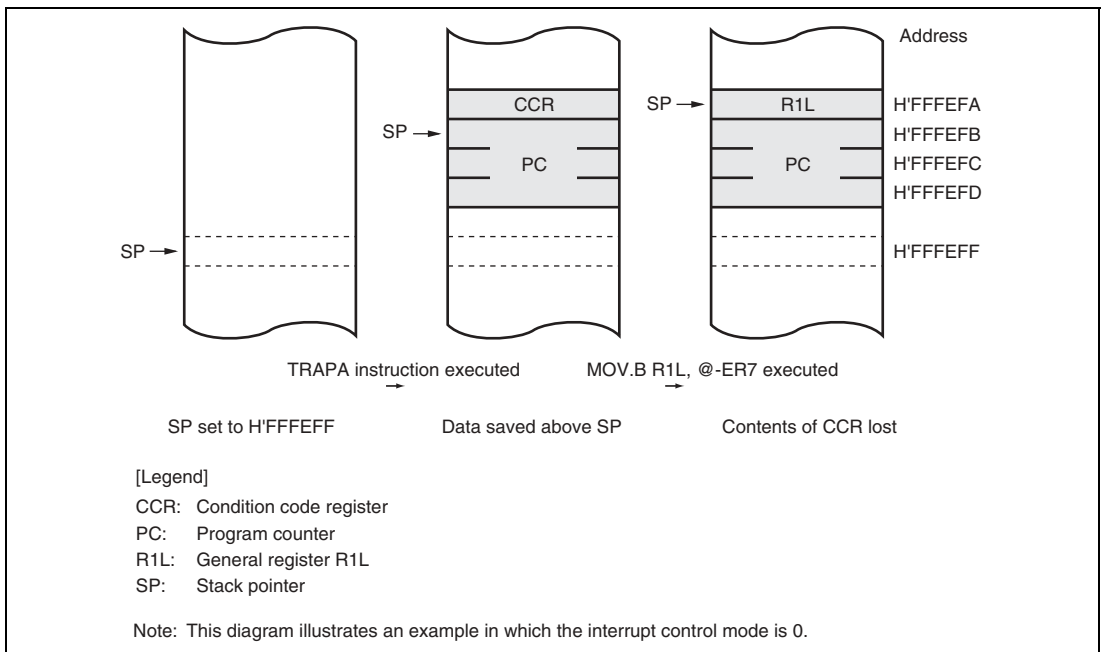 Address
SP
CCR
SP
R1L
H'FFFEFA
SP
H'FFFEFB
PC
PC
H'FFFEFC
H'FFFEFD
H'FFFEFF
TRAPA instruction executed
MOV.B R1L, @-ER7 executed
SP set to H'FFFEFF
Data saved above SP
Contents of CCR lost
[Legend]
CCR: Condition code register
PC: Program counter
R1L: General register R1L
SP: Stack pointer
Note: This diagram illustrates an example in which the interrupt control mode is 0.